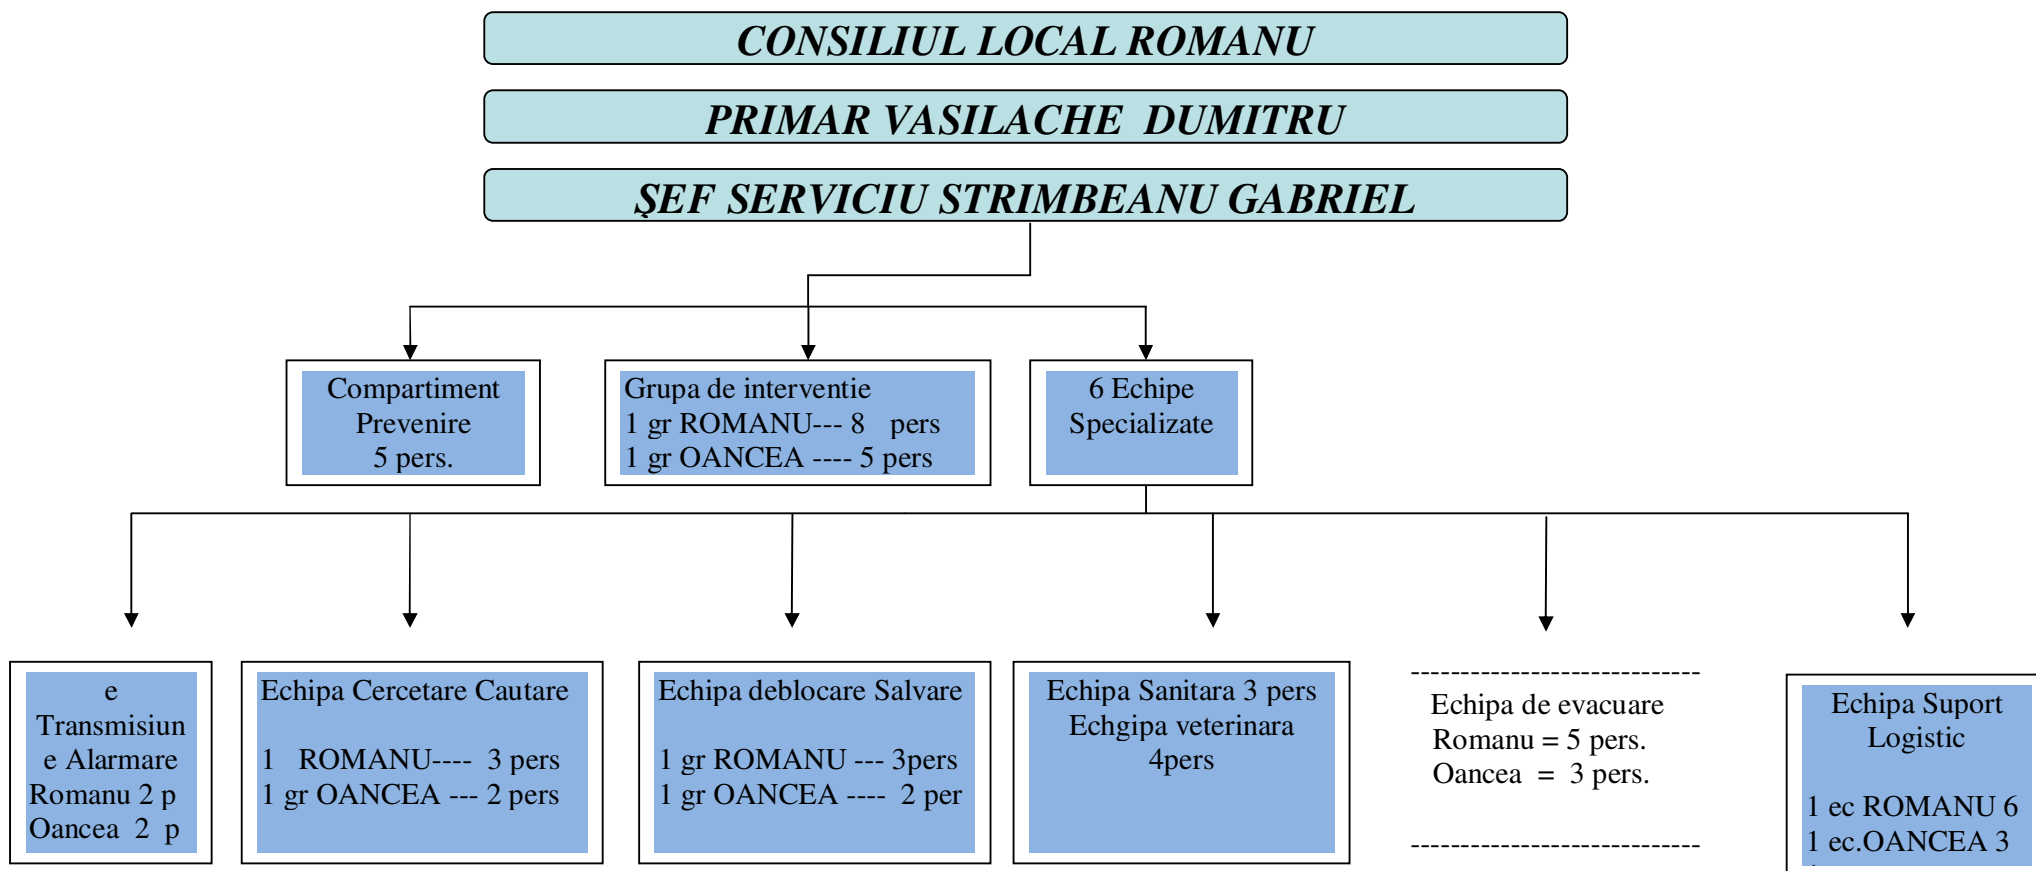 CONSILIUL LOCAL ROMANU
PRIMAR VASILACHE DUMITRU
ŞEF SERVICIU STRIMBEANU GABRIEL
Compartiment
Prevenire
5 pers.
Grupa de interventie
1 gr ROMANU--- 8 pers
1 gr OANCEA ---- 5 pers
6 Echipe
Specializate
e
Transmisiun
e Alarmare
Romanu 2 p
Oancea 2 p
Echipa Cercetare Cautare
1 ROMANU---- 3 pers
1 gr OANCEA --- 2 pers
Echipa deblocare Salvare
1 gr ROMANU --- 3pers
1 gr OANCEA ---- 2 per
Echipa Sanitara 3 pers
Echgipa veterinara
4pers
Echipa de evacuare
Romanu = 5 pers.
Oancea = 3 pers.
Echipa Suport
Logistic
1 ec ROMANU 6
1 ec.OANCEA 3